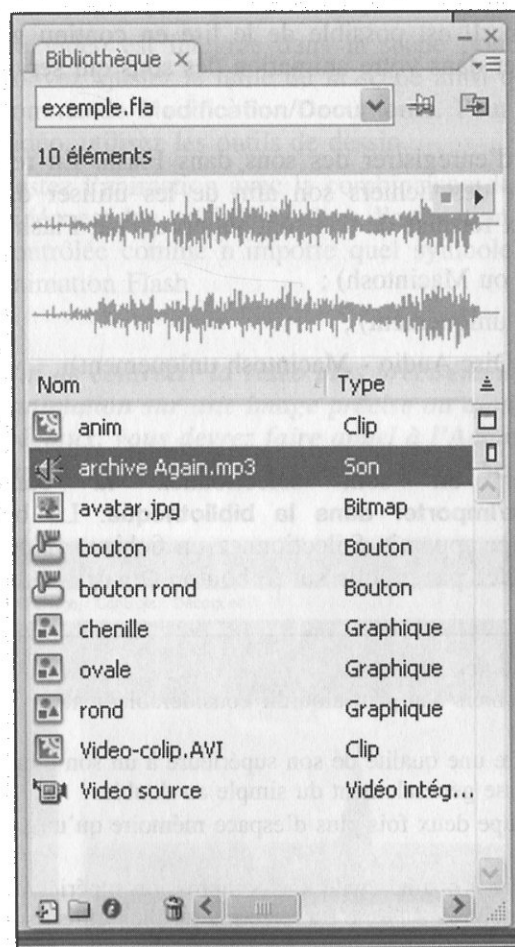 Bibliothèque ×
exemple.fla
10 éléments
Nom Type
anim Clip
archive Again.mp3 Son
avatar.jpg Bitmap
bouton Bouton
bouton rond Bouton
chenille Graphique
ovale Graphique
rond Graphique
Video-colip.AVI Clip
Video source Vidéo intég...